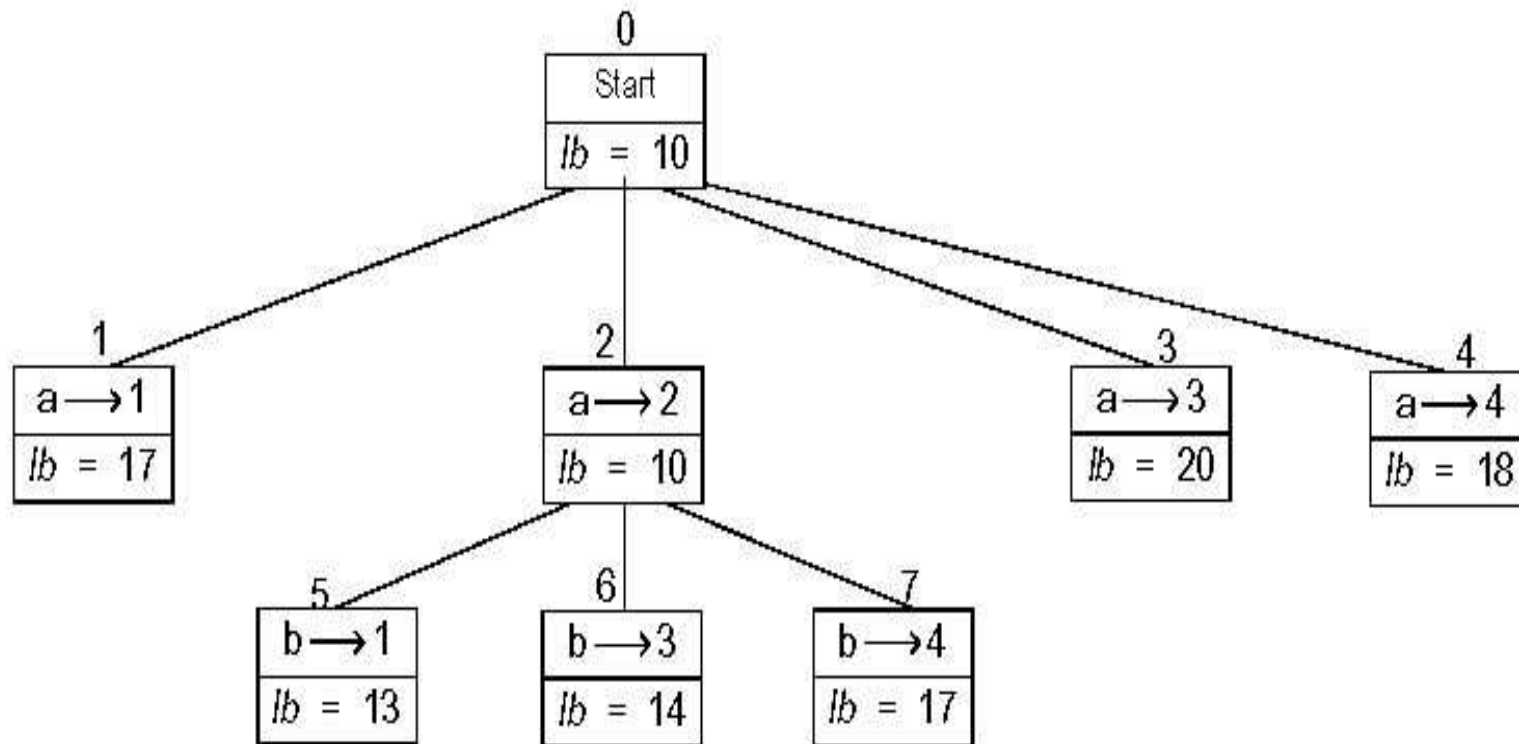 0
Start
lb = 10
1
a→1
lb = 17
2
a→2
lb = 10
3
a→3
lb = 20
4
a→4
lb = 18
5
b→1
lb = 13
6
b→3
lb = 14
7
b→4
lb = 17